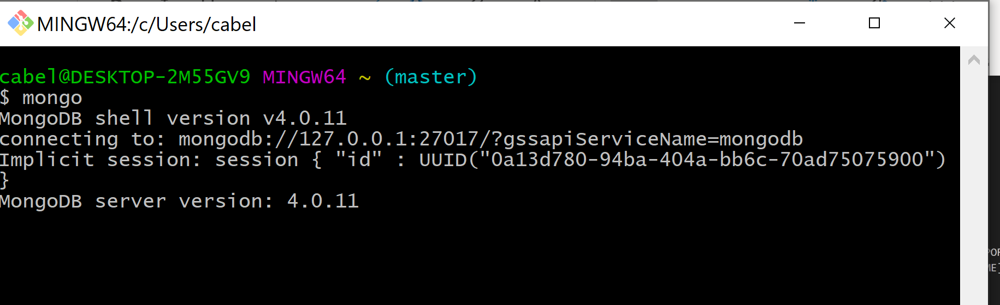 MINGW64:/c/Users/cabel
cabel@DESKTOP-2M55GV9 MINGW64 ~ (master)
$ mongo
MongoDB shell version v4.0.11
connecting to: mongodb://127.0.0.1:27017/?gssapiServiceName=mongodb
Implicit session: session { "id" : UUID("0a13d780-94ba-404a-bb6c-70ad75075900")
}
MongoDB server version: 4.0.11